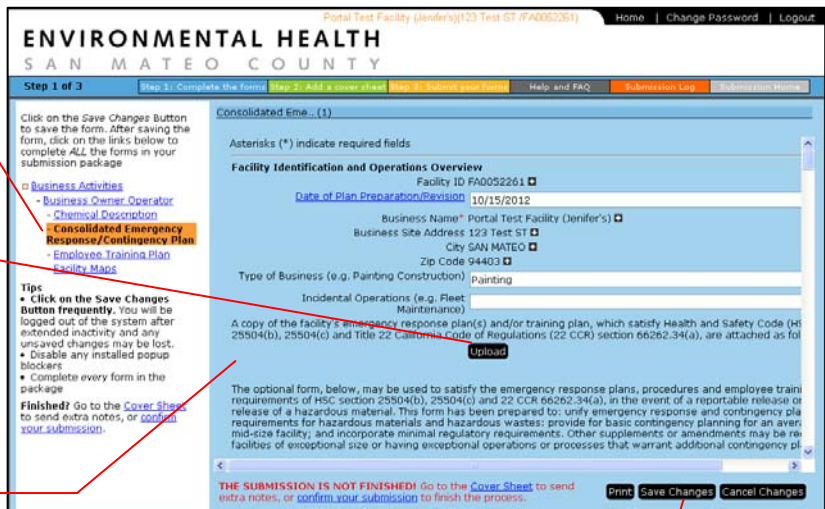 Portal Test Facility (Jenifer's)(123 Test ST /FA0052261)
Home | Change Password | Logout
ENVIRONMENTAL HEALTH
SAN MATEO COUNTY
Step 1 of 3
Step 1: Complete the forms
Step 2: Add a cover sheet
Step 3: Submit your forms
Help and FAQ
Submission Log
Submission Home
Click on the Save Changes Button
to save the form. After saving the
form, click on the links below to
complete ALL the forms in your
submission package
Business Activities
- Business Owner Operator
- Chemical Description
- Consolidated Emergency
Response/Contingency Plan
- Employee Training Plan
- Facility Maps
Tips
• Click on the Save Changes
Button frequently. You will be
logged out of the system after
extended inactivity and any
unsaved changes may be lost.
• Disable any installed popup
blockers
• Complete every form in the
package
Finished? Go to the Cover Sheet
to send extra notes, or confirm
your submission.
Consolidated Eme.. (1)
Asterisks (*) indicate required fields
Facility Identification and Operations Overview
Facility ID FA0052261
Date of Plan Preparation/Revision 10/15/2012
Business Name* Portal Test Facility (Jenifer's)
Business Site Address 123 Test ST
City SAN MATEO
Zip Code 94403
Type of Business (e.g. Painting Construction) Painting
Incidental Operations (e.g. Fleet
Maintenance)
A copy of the facility's emergency response plan(s) and/or training plan, which satisfy Health and Safety Code (HS
25504(b), 25504(c) and Title 22 California Code of Regulations (22 CCR) section 66262.34(a), are attached as fol
Upload
The optional form, below, may be used to satisfy the emergency response plans, procedures and employee traini
requirements of HSC section 25504(b), 25504(c) and 22 CCR 66262.34(a), in the event of a reportable release or
release of a hazardous material. This form has been prepared to: unify emergency response and contingency pla
requirements for hazardous materials and hazardous wastes: provide for basic contingency planning for an avera
mid-size facility; and incorporate minimal regulatory requirements. Other supplements or amendments may be re
facilities of exceptional size or having exceptional operations or processes that warrant additional contingency pl
THE SUBMISSION IS NOT FINISHED! Go to the Cover Sheet to send
extra notes, or confirm your submission to finish the process.
Print
Save Changes
Cancel Changes